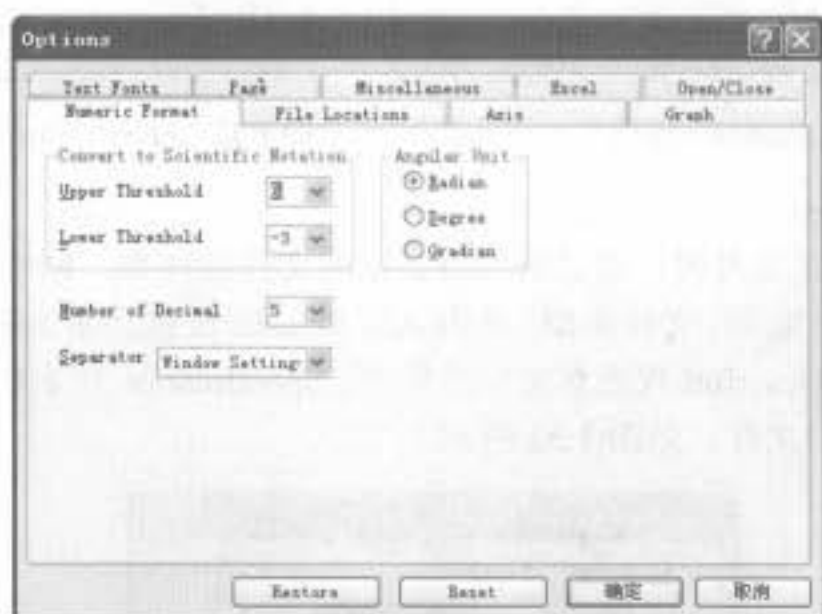 Options
Text Fonts Page Miscellaneous Excel Open/Close
Numeric Format File Locations Axis Graph
Convert to Scientific Notation
Upper Threshold
Lower Threshold -3
Angular Unit
Radian
Degree
Gradian
Number of Decimal 5
Separator Window Setting
Restore Reset 确定 取消